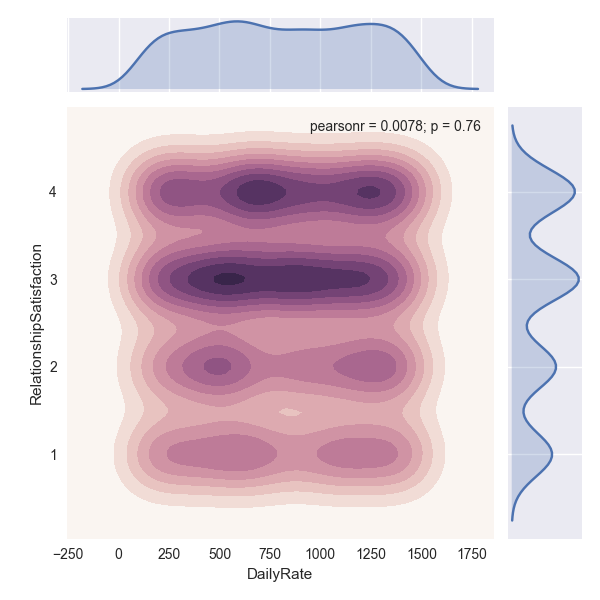 pearsonr = 0.0078; p = 0.76
4
3
2
1
RelationshipSatisfaction
−250 0 250 500 750 1000 1250 1500 1750
DailyRate